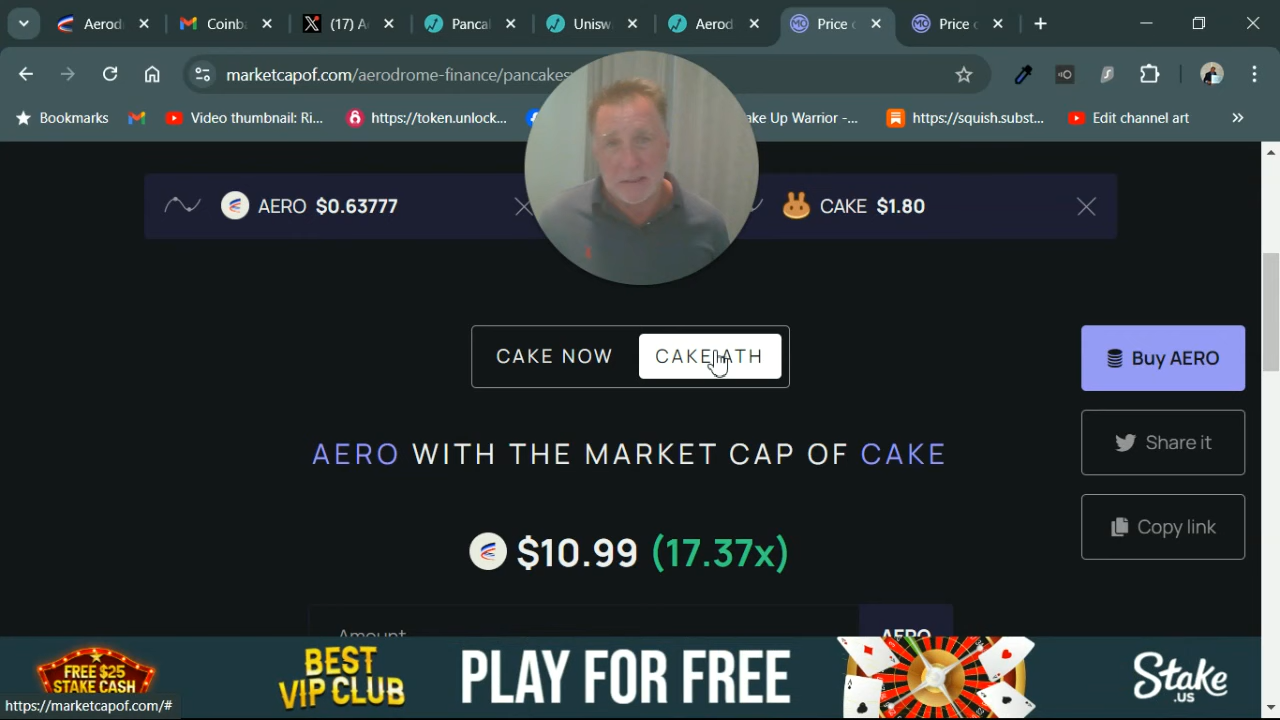 Aerod
Coinb
(17) A
Panca
Unisw
Aerod
Price
Price
marketcapof.com/aerodrome-finance/pancakes
Bookmarks
Video thumbnail: Ri...
https://token.unlock...
ake Up Warrior -...
https://squish.subst...
Edit channel art
AERO $0.63777
CAKE $1.80
CAKE NOW
CAKE ATH
Buy AERO
Share it
AERO WITH THE MARKET CAP OF CAKE
$10.99 (17.37x)
Copy link
Amount
AERO
FREE $25
STAKE CASH
BEST
VIP CLUB
PLAY FOR FREE
Stake
.US
https://marketcapof.com/#